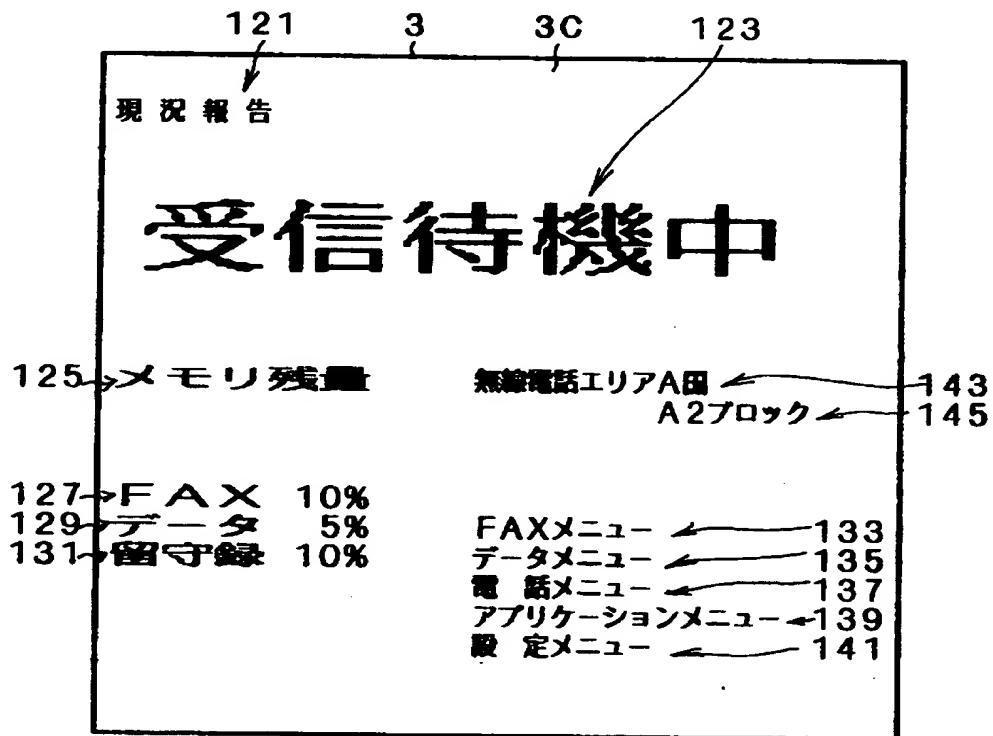 121 3 3C 123
現況報告
受信待機中
125 メモリ残量 無線電話エリアA国 143
A2ブロック 145
127 FAX 10%
129 データ 5% FAXメニュー 133
131 留守録 10% データメニュー 135
電 話メニュー 137
アプリケーションメニュー 139
設 定メニュー 141